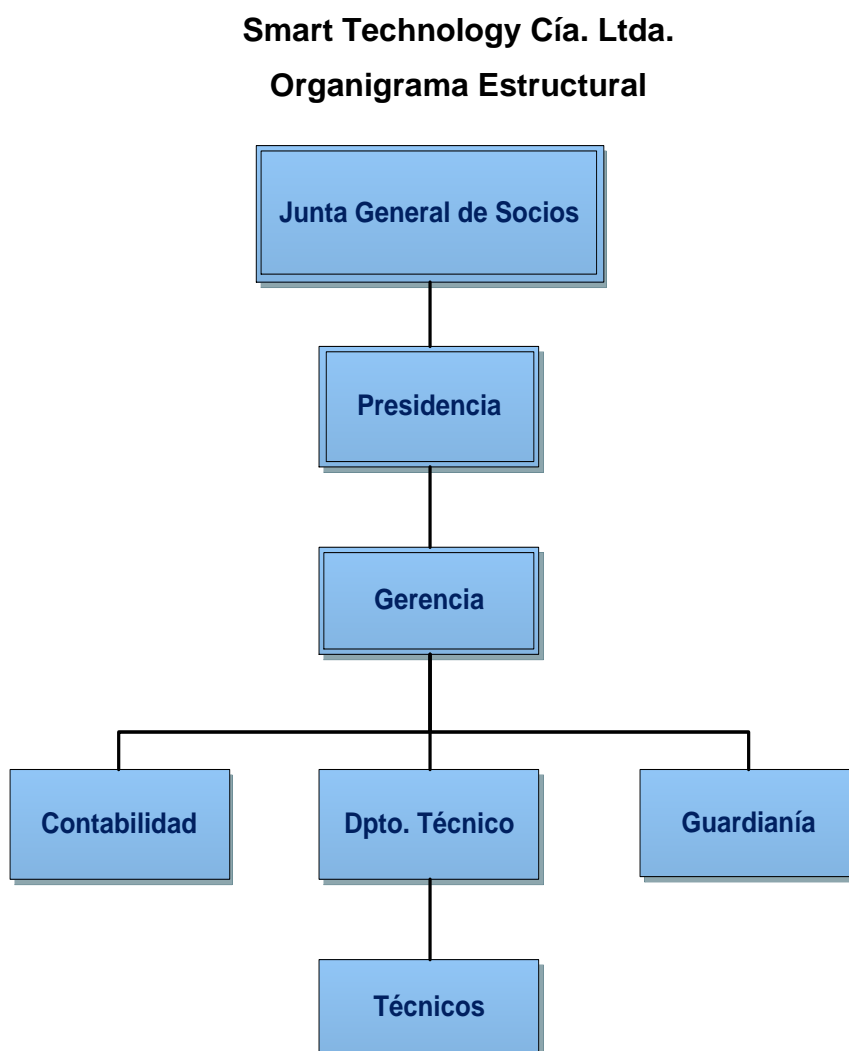 Smart Technology Cía. Ltda.
Organigrama Estructural
Junta General de Socios
Presidencia
Gerencia
Contabilidad
Dpto. Técnico
Guardianía
Técnicos